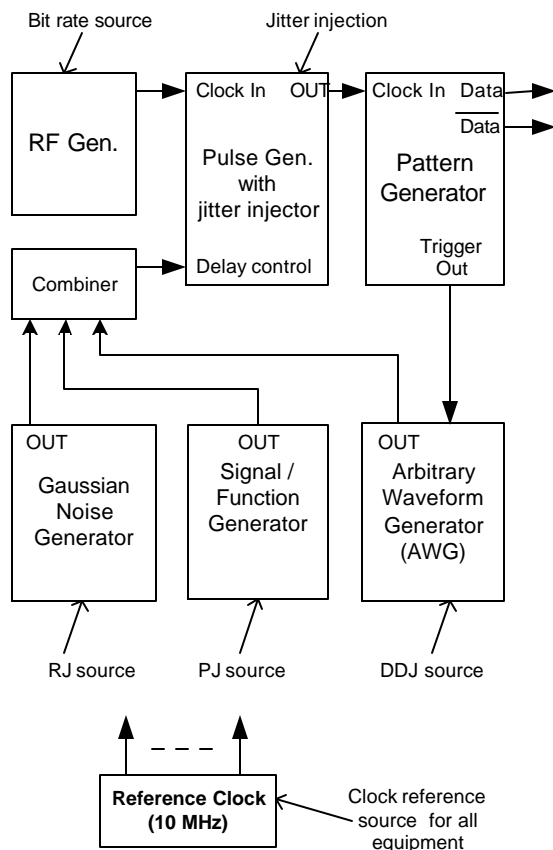 Bit rate source
Jitter injection
RF Gen.
Clock In OUT
Pulse Gen.
with
jitter injector
Delay control
Clock In Data
Data
Pattern
Generator
Trigger
Out
Combiner
OUT
Gaussian
Noise
Generator
OUT
Signal /
Function
Generator
OUT
Arbitrary
Waveform
Generator
(AWG)
RJ source
PJ source
DDJ source
Reference Clock
(10 MHz)
Clock reference
source for all
equipment